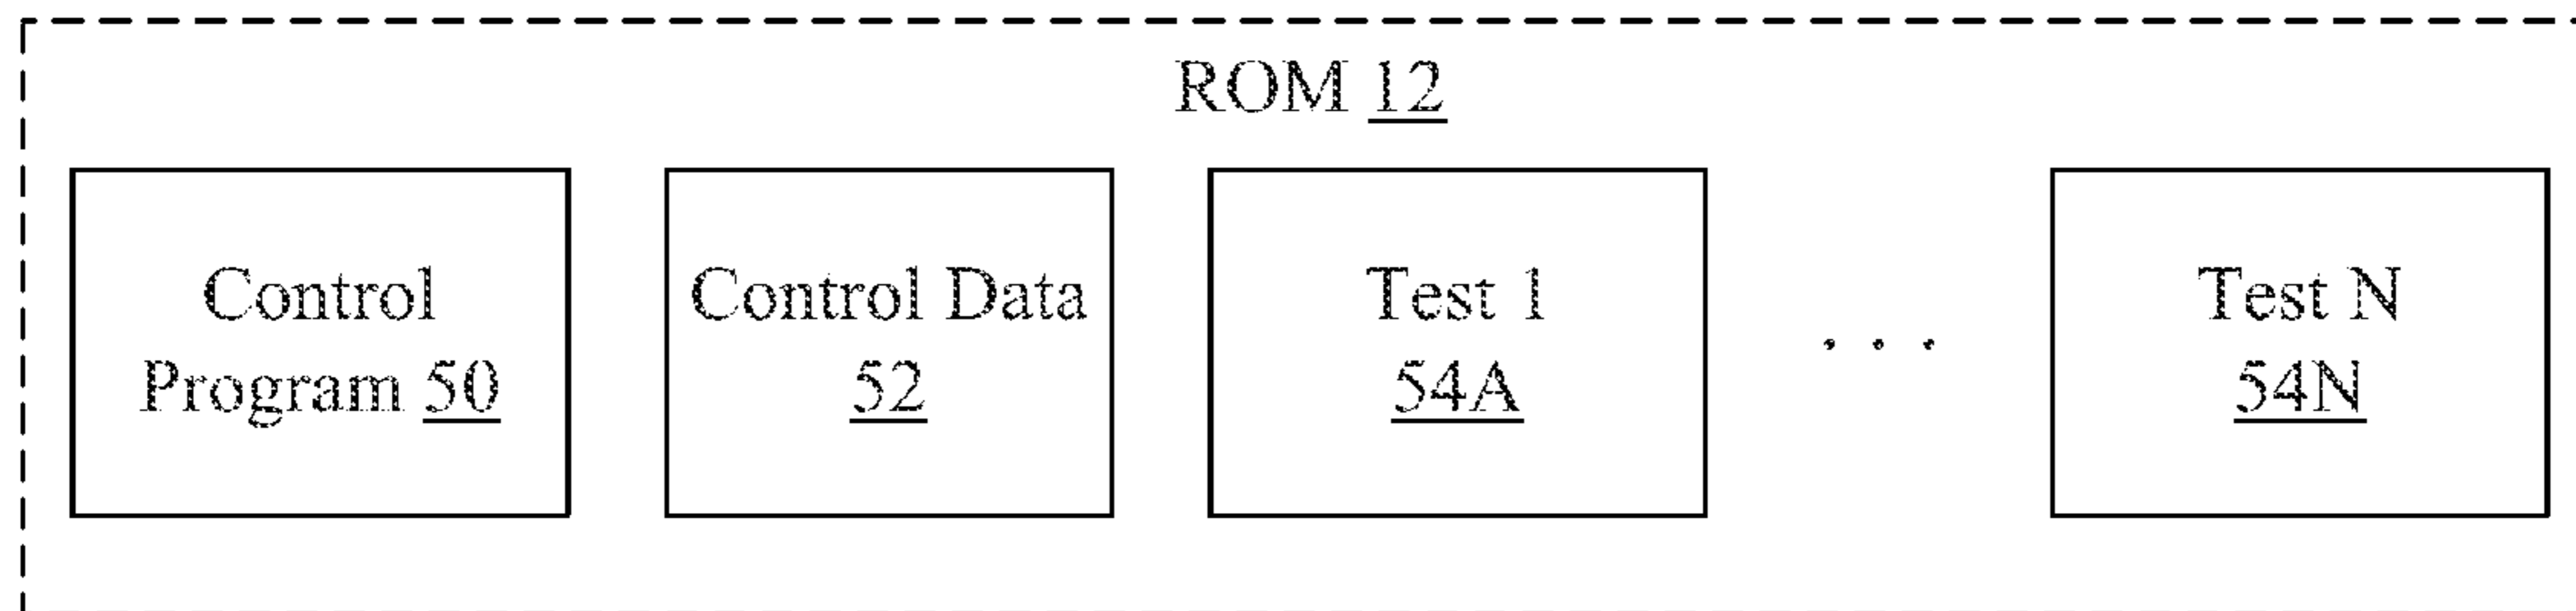 ROM 12
Control
Program 50
Control Data
52
Test 1
54A
. . .
Test N
54N